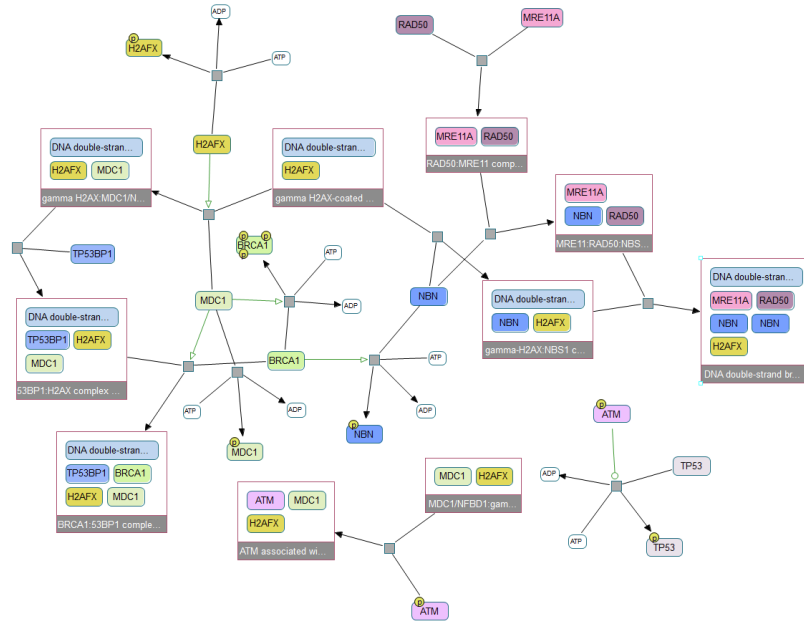 ADP
RAD50
MRE11A
p
H2AFX
ATP
H2AFX
DNA double-stran...
H2AFX
MDC1
gamma H2AX:MDC1/N...
DNA double-stran...
H2AFX
gamma H2AX-coated ...
MRE11A
RAD50
RAD50:MRE11 comp...
MRE11A
NBN
RAD50
MRE11:RAD50:NBS...
TP53BP1
p
p
BRCA1
p
ATP
MDC1
ADP
NBN
DNA double-stran...
NBN
H2AFX
gamma-H2AX:NBS1 c...
DNA double-stran...
MRE11A
RAD50
NBN
NBN
H2AFX
DNA double-strand br...
DNA double-stran...
TP53BP1
H2AFX
MDC1
53BP1:H2AX complex ...
BRCA1
ATP
ATP
ADP
ADP
p
MDC1
p
NBN
p
ATM
DNA double-stran...
TP53BP1
BRCA1
H2AFX
MDC1
BRCA1:53BP1 comple...
ATM
MDC1
H2AFX
ATM associated wi...
MDC1
H2AFX
MDC1/NFBD1:gam...
ADP
TP53
ATP
p
TP53
p
ATM